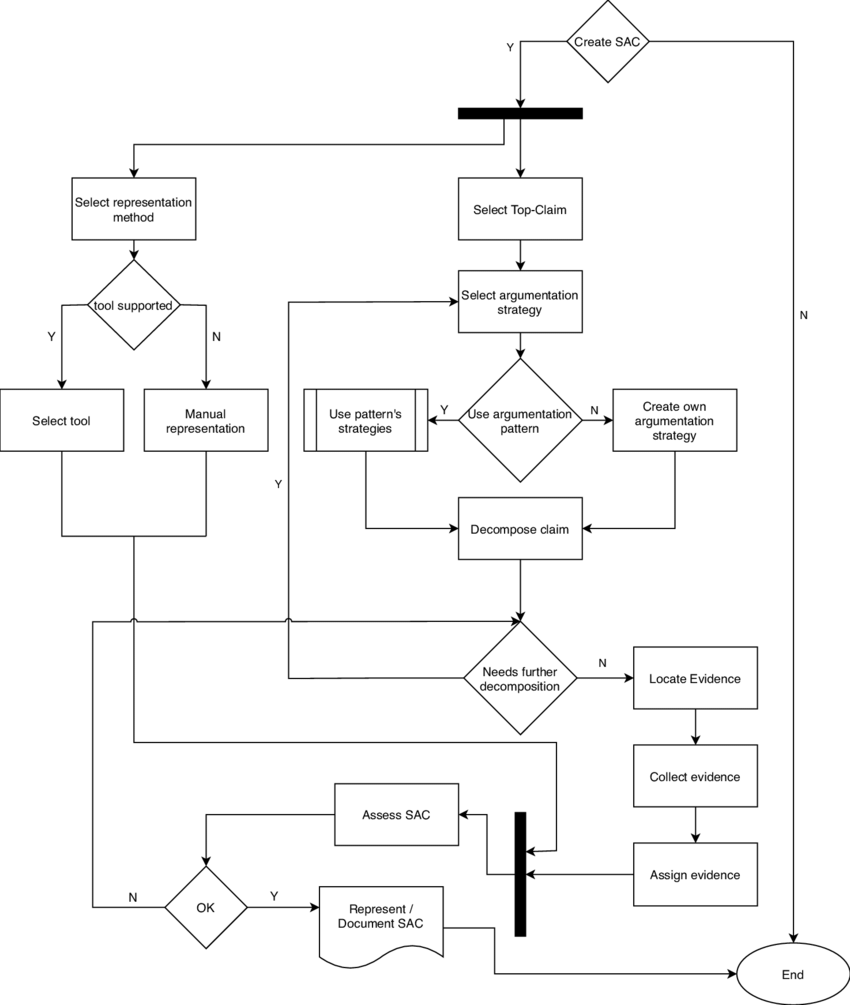 Create SAC
Y
Select representation
method
Select Top-Claim
tool supported
Select argumentation
strategy
N
Y
N
Select tool
Manual
representation
Use pattern's
strategies
Y
Use argumentation
pattern
N
Create own
argumentation
strategy
Y
Decompose claim
Needs further
decomposition
N
Locate Evidence
Collect evidence
Assess SAC
Assign evidence
N
OK
Y
Represent /
Document SAC
End